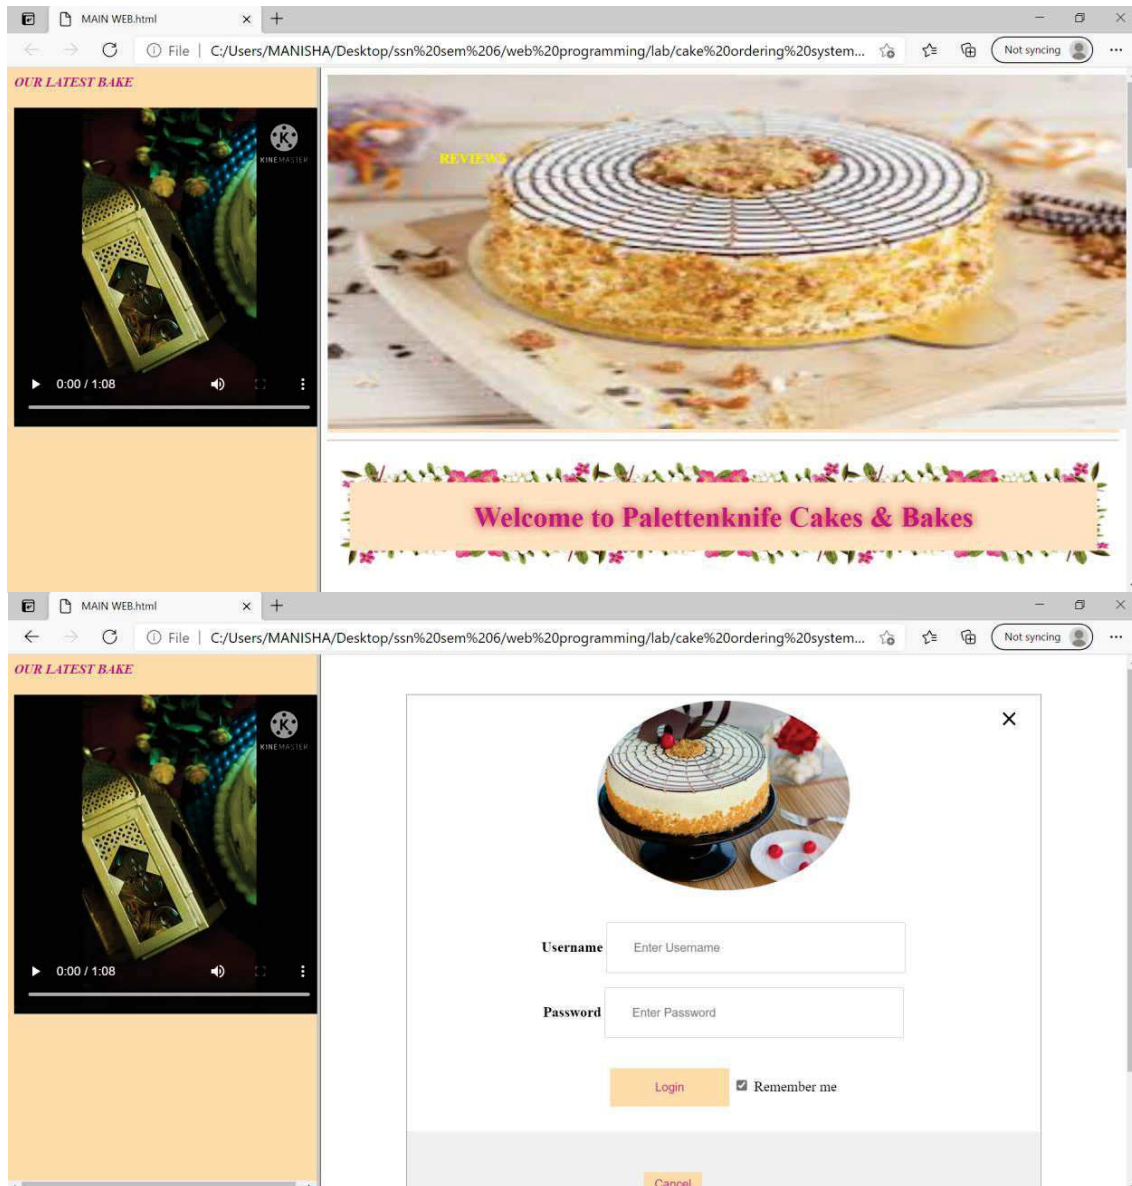 MAIN WEB.html
File | C:/Users/MANISHA/Desktop/ssn%20sem%206/web%20programming/lab/cake%20ordering%20system...
Not syncing
OUR LATEST BAKE
K
KINEMASTER
REVIEWS
0:00 / 1:08
Welcome to Palettenknife Cakes & Bakes
MAIN WEB.html
File | C:/Users/MANISHA/Desktop/ssn%20sem%206/web%20programming/lab/cake%20ordering%20system...
Not syncing
OUR LATEST BAKE
K
KINEMASTER
Username Enter Username
0:00 / 1:08
Password Enter Password
Login Remember me
Cancel